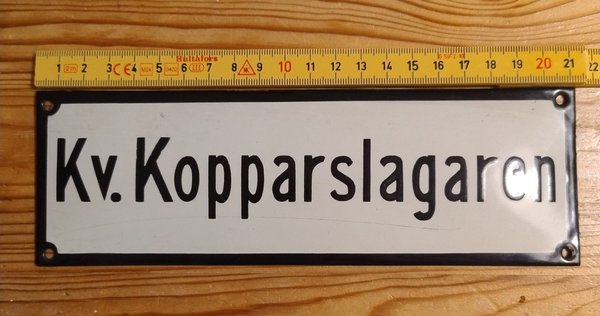 Hultafors
1 2 3 4 5 6 7 8 9 10 11 12 13 14 15 16 17 18 19 20 21 22
Kv. Kopparslagaren